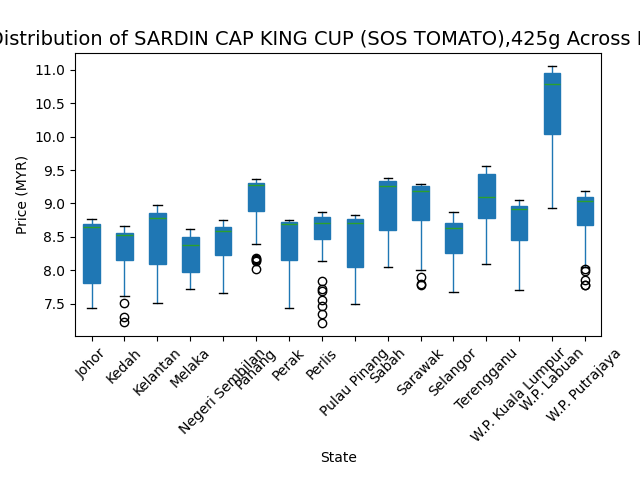 Distribution of SARDIN CAP KING CUP (SOS TOMATO),425g Across
Price (MYR)
11.0
10.5
10.0
9.5
9.0
8.5
8.0
7.5
Johor
Kedah
Kelantan
Melaka
Negeri Sembilan
Pahang
Perak
Perlis
Pulau Pinang
Sabah
Sarawak
Selangor
Terengganu
W.P. Kuala Lumpur
W.P. Labuan
W.P. Putrajaya
State